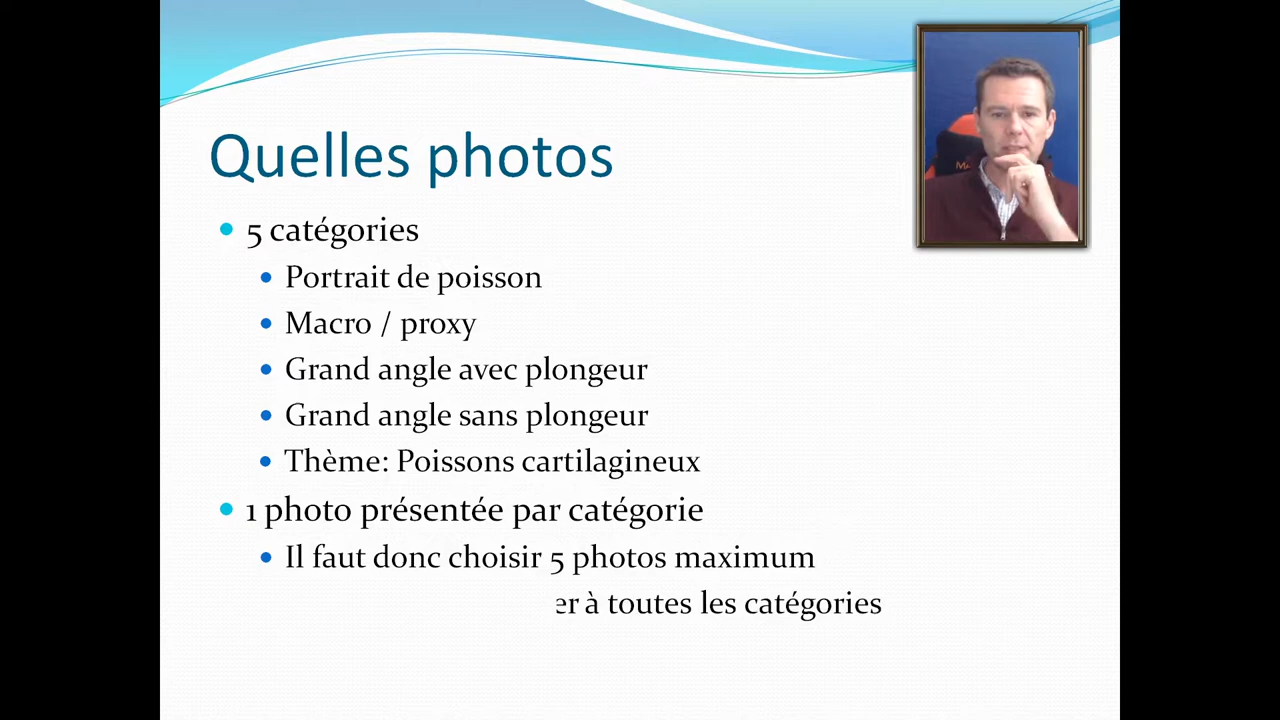 Quelles photos
5 catégories
Portrait de poisson
Macro / proxy
Grand angle avec plongeur
Grand angle sans plongeur
Thème: Poissons cartilagineux
1 photo présentée par catégorie
Il faut donc choisir 5 photos maximum
er à toutes les catégories